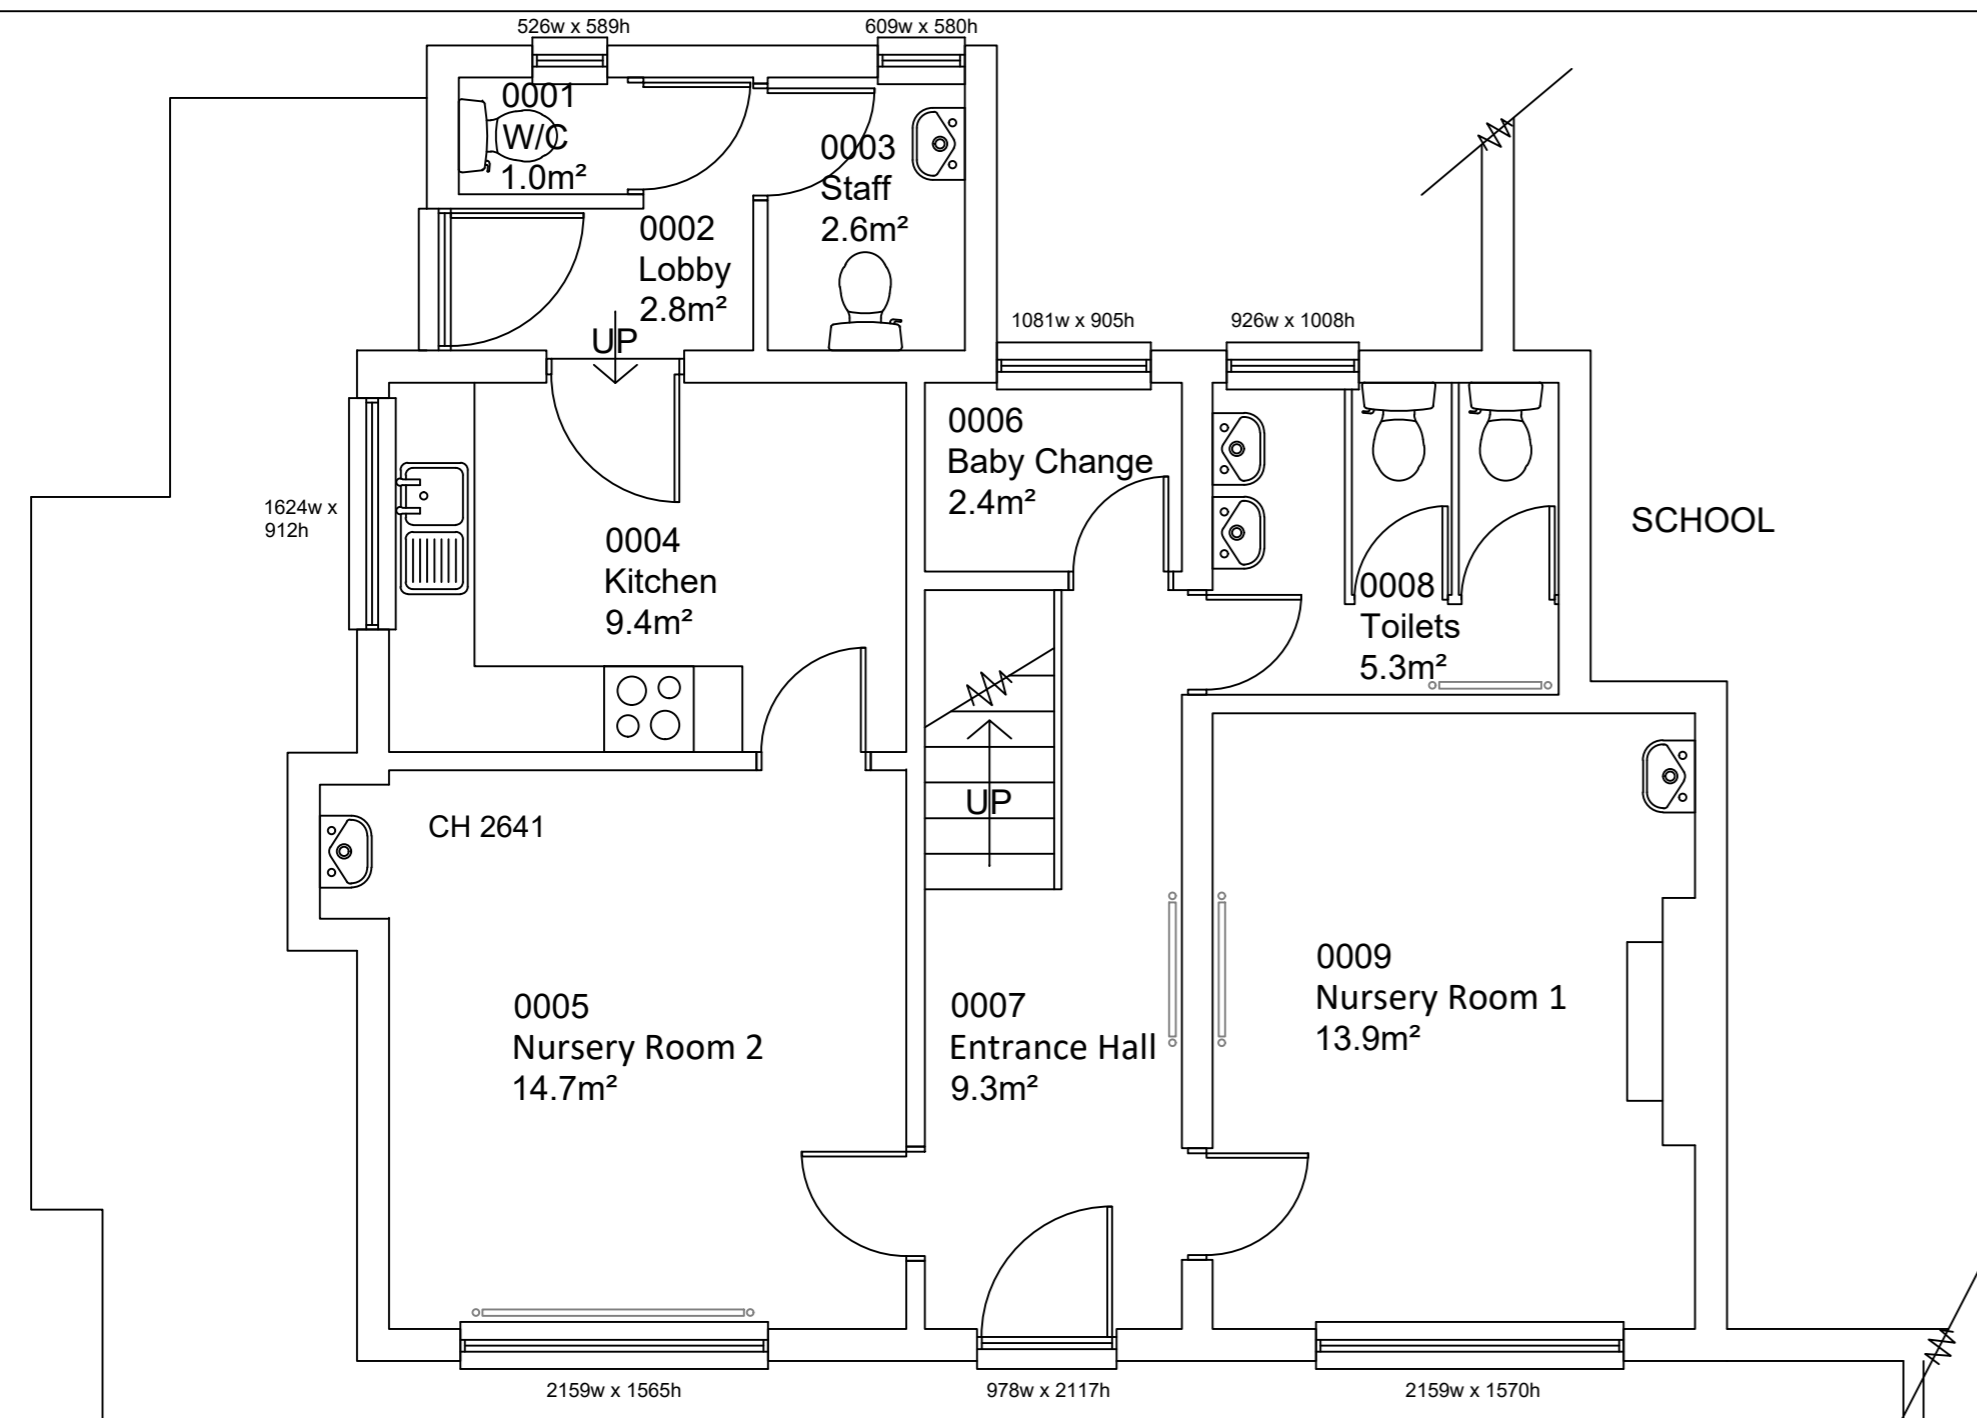 526w x 589h
609w x 580h
0001
W/C
1.0m²
0003
Staff
2.6m²
0002
Lobby
2.8m²
UP
1081w x 905h
926w x 1008h
0006
Baby Change
2.4m²
1624w x
912h
0004
Kitchen
9.4m²
SCHOOL
0008
Toilets
5.3m²
UP
CH 2641
0005
Nursery Room 2
14.7m²
0007
Entrance Hall
9.3m²
0009
Nursery Room 1
13.9m²
2159w x 1565h
978w x 2117h
2159w x 1570h